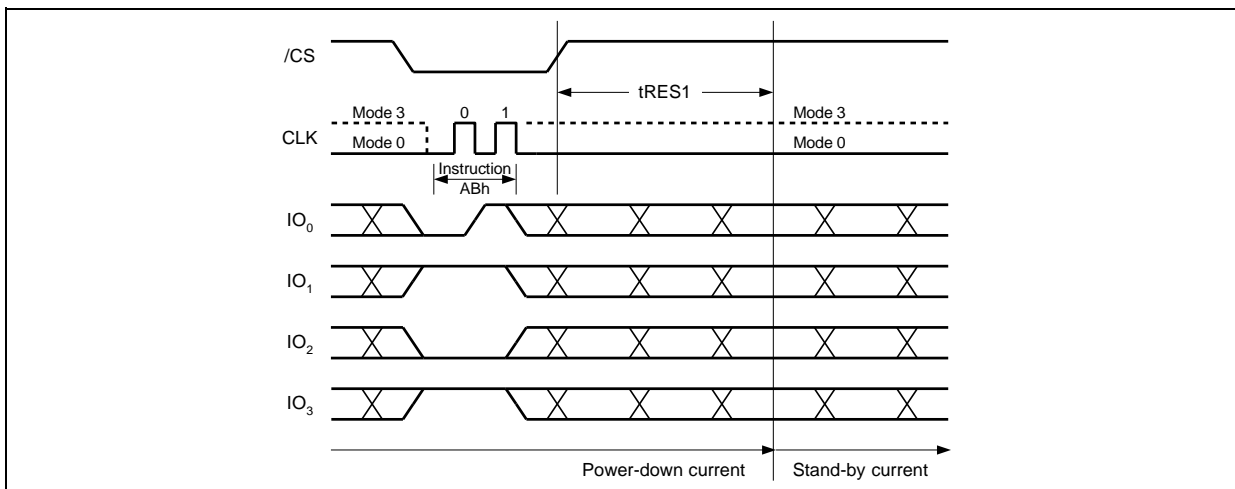 /CS
tRES1
Mode 3 0 1 Mode 3
CLK
Mode 0 Mode 0
Instruction
ABh
IO0
IO1
IO2
IO3
Power-down current Stand-by current